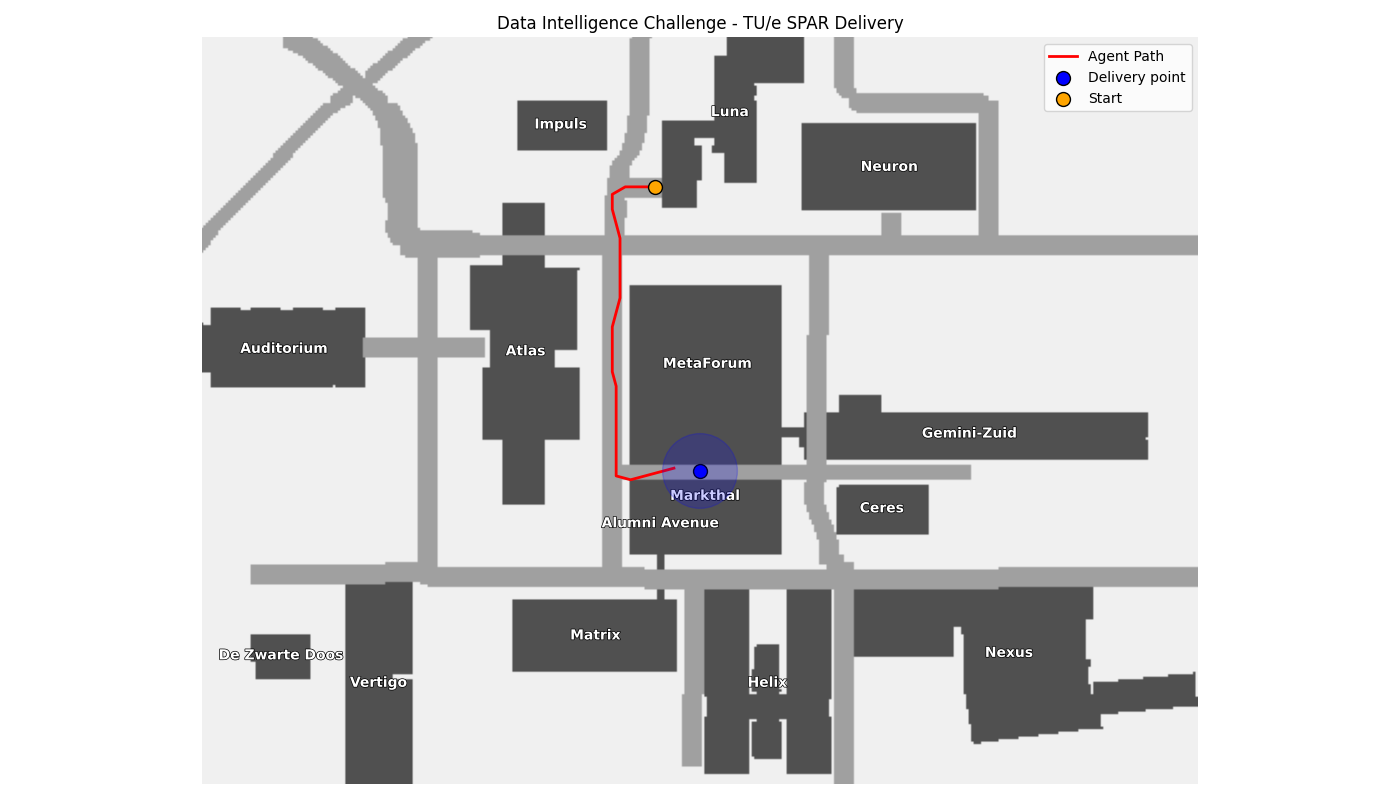 Data Intelligence Challenge - TU/e SPAR Delivery
Agent Path
Delivery point
Start
Luna
Impuls
Neuron
Auditorium
Atlas
MetaForum
Gemini-Zuid
Markthal
Ceres
Alumni Avenue
Matrix
De Zwarte Doos
Nexus
Vertigo
Helix